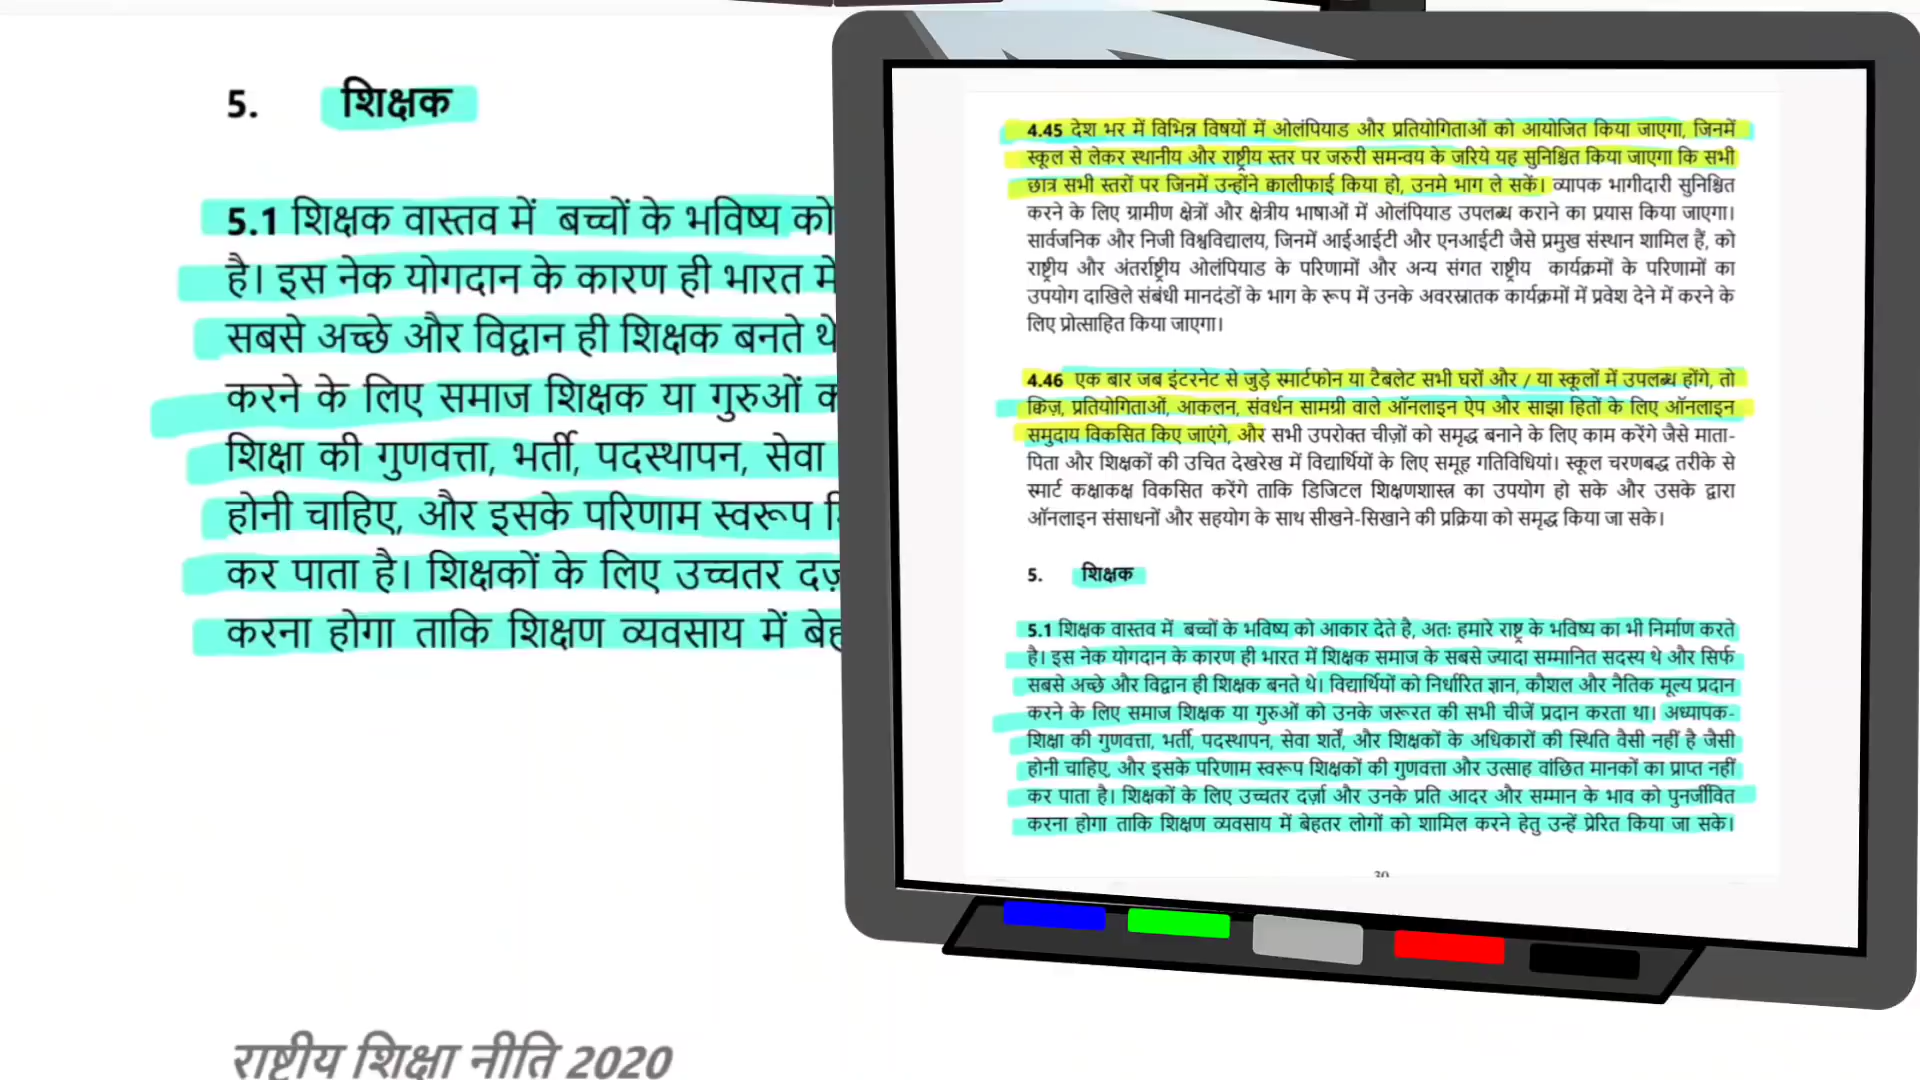 5. शिक्षक
5.1 शिक्षक वास्तव में बच्चों के भविष्य को
है। इस नेक योगदान के कारण ही भारत में
सबसे अच्छे और विद्वान ही शिक्षक बनते थे
करने के लिए समाज शिक्षक या गुरुओं
शिक्षा की गुणवत्ता, भर्ती, पदस्थापन, सेवा
होनी चाहिए, और इसके परिणाम स्वरूप
कर पाता है। शिक्षकों के लिए उच्चतर
करना होगा ताकि शिक्षण व्यवसाय में
राष्ट्रीय शिक्षा नीति 2020
4.45 देश भर में विभिन्न विषयों में ओलंपियाड और प्रतियोगिताओं को आयोजित किया जाएगा, जिनमें
स्कूल से लेकर स्थानीय और राष्ट्रीय स्तर पर जरुरी समन्वय के जरिये यह सुनिश्चित किया जाएगा कि सभी
छात्र सभी स्तरों पर जिनमें उन्होंने क्वालीफाई किया हो, उनमे भाग ले सकें। व्यापक भागीदारी सुनिश्चित
करने के लिए ग्रामीण क्षेत्रों और क्षेत्रीय भाषाओं में ओलंपियाड उपलब्ध कराने का प्रयास किया जाएगा।
सार्वजनिक और निजी विश्वविद्यालय, जिनमें आईआईटी और एनआईटी जैसे प्रमुख संस्थान शामिल हैं, को
राष्ट्रीय और अंतर्राष्ट्रीय ओलंपियाड के परिणामों और अन्य संगत राष्ट्रीय कार्यक्रमों के परिणामों का
उपयोग दाखिले संबंधी मानदंडों के भाग के रूप में उनके अवरस्नातक कार्यक्रमों में प्रवेश देने में करने के
लिए प्रोत्साहित किया जाएगा।
4.46 एक बार जब इंटरनेट से जुड़े स्मार्टफोन या टैबलेट सभी घरों और / या स्कूलों में उपलब्ध होंगे, तो
क्विज़, प्रतियोगिताओं, आकलन, संवर्धन सामग्री वाले ऑनलाइन ऐप और साझा हितों के लिए ऑनलाइन
समुदाय विकसित किए जाएंगे, और सभी उपरोक्त चीज़ों को समृद्ध बनाने के लिए काम करेंगे जैसे माता-
पिता और शिक्षकों की उचित देखरेख में विद्यार्थियों के लिए समूह गतिविधियां। स्कूल चरणबद्ध तरीके से
स्मार्ट कक्षाकक्ष विकसित करेंगे ताकि डिजिटल शिक्षणशास्त्र का उपयोग हो सके और उसके द्वारा
ऑनलाइन संसाधनों और सहयोग के साथ सीखने-सिखाने की प्रक्रिया को समृद्ध किया जा सके।
5. शिक्षक
5.1 शिक्षक वास्तव में बच्चों के भविष्य को आकार देते है, अतः हमारे राष्ट्र के भविष्य का भी निर्माण करते
है। इस नेक योगदान के कारण ही भारत में शिक्षक समाज के सबसे ज्यादा सम्मानित सदस्य थे और सिर्फ
सबसे अच्छे और विद्वान ही शिक्षक बनते थे। विद्यार्थियों को निर्धारित ज्ञान, कौशल और नैतिक मूल्य प्रदान
करने के लिए समाज शिक्षक या गुरुओं को उनके जरूरत की सभी चीजें प्रदान करता था। अध्यापक-
शिक्षा की गुणवत्ता, भर्ती, पदस्थापन, सेवा शर्तें, और शिक्षकों के अधिकारों की स्थिति वैसी नहीं है जैसी
होनी चाहिए, और इसके परिणाम स्वरूप शिक्षकों की गुणवत्ता और उत्साह वांछित मानकों का प्राप्त नहीं
कर पाता है। शिक्षकों के लिए उच्चतर दर्ज़ा और उनके प्रति आदर और सम्मान के भाव को पुनर्जीवित
करना होगा ताकि शिक्षण व्यवसाय में बेहतर लोगों को शामिल करने हेतु उन्हें प्रेरित किया जा सके।
30